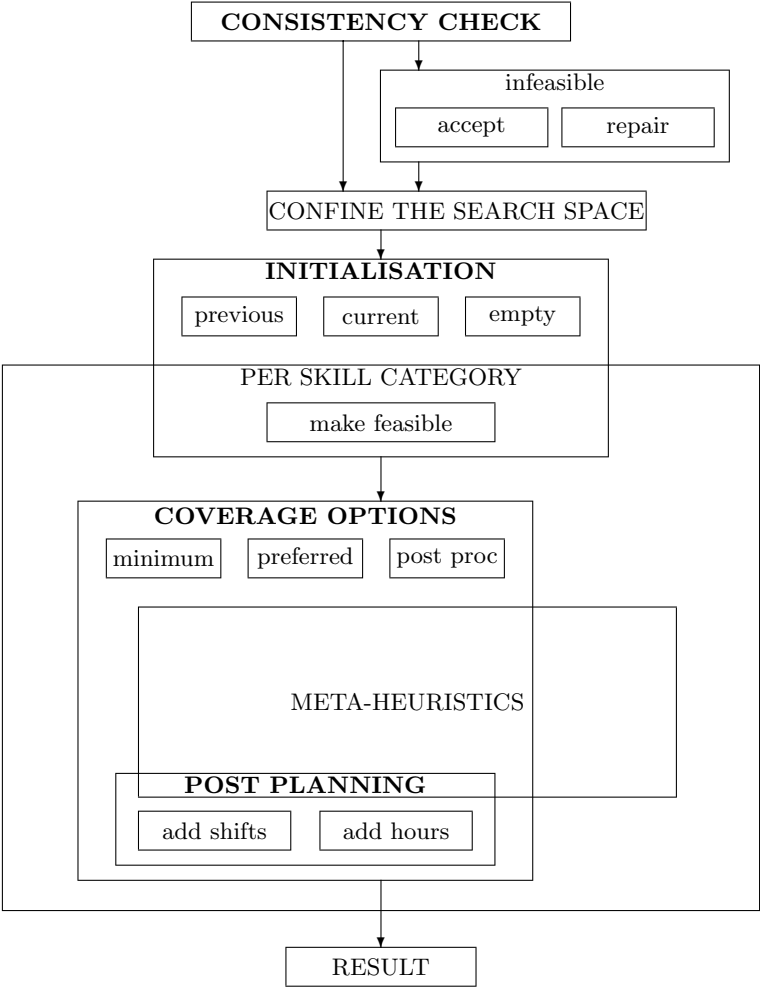 CONSISTENCY CHECK
infeasible
accept
repair
CONFINE THE SEARCH SPACE
INITIALISATION
previous
current
empty
PER SKILL CATEGORY
make feasible
COVERAGE OPTIONS
minimum
preferred
post proc
META-HEURISTICS
POST PLANNING
add shifts
add hours
RESULT